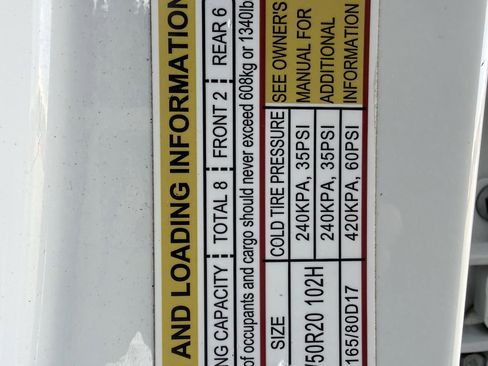 AND LOADING INFORMATION
CAPACITY TOTAL 8 FRONT 2 REAR 6
of occupants and cargo should never exceed 608kg or 1340lb
SIZE COLD TIRE PRESSURE SEE OWNER'S
/50R20 102H 240KPA, 35PSI MANUAL FOR
240KPA, 35PSI ADDITIONAL
165/80D17 420KPA, 60PSI INFORMATION